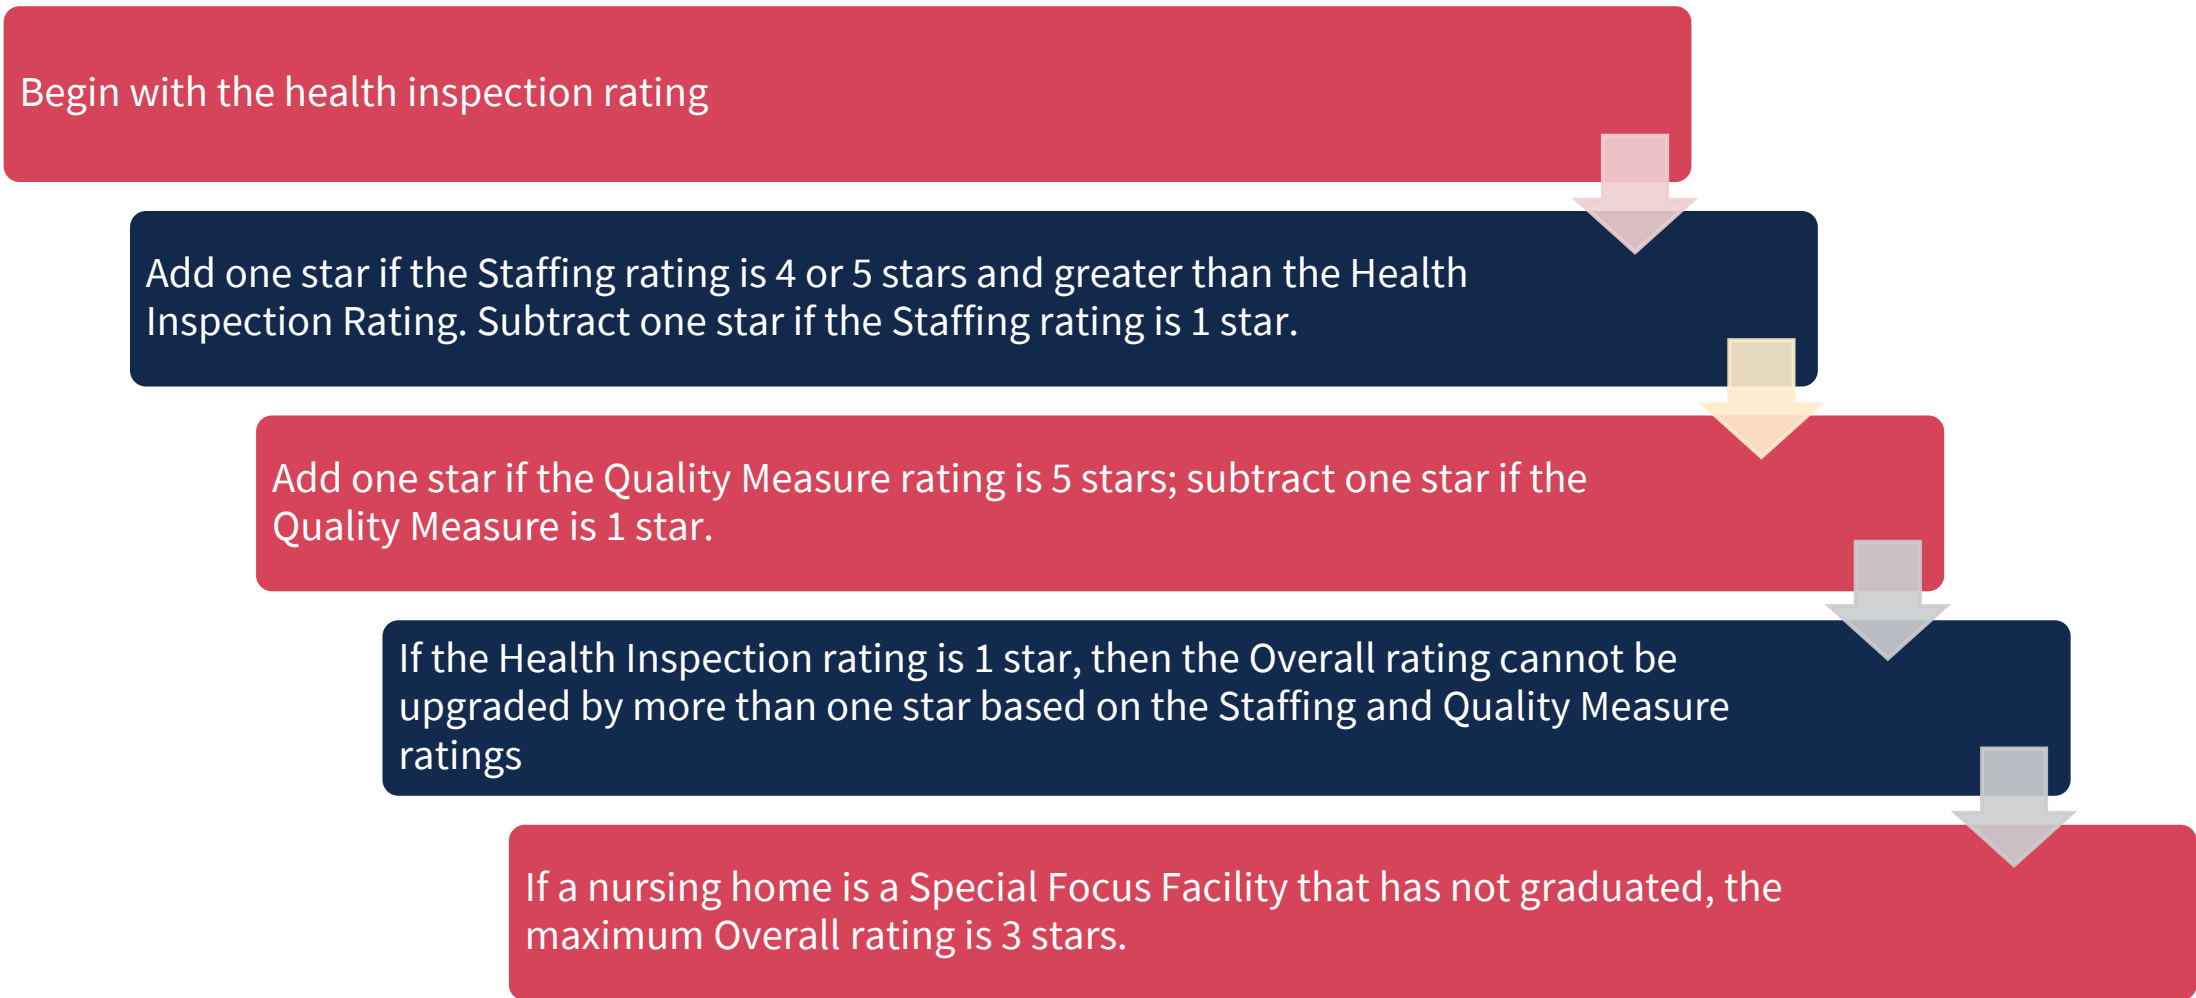 Begin with the health inspection rating
Add one star if the Staffing rating is 4 or 5 stars and greater than the Health
Inspection Rating. Subtract one star if the Staffing rating is 1 star.
Add one star if the Quality Measure rating is 5 stars; subtract one star if the
Quality Measure is 1 star.
If the Health Inspection rating is 1 star, then the Overall rating cannot be
upgraded by more than one star based on the Staffing and Quality Measure
ratings
If a nursing home is a Special Focus Facility that has not graduated, the
maximum Overall rating is 3 stars.